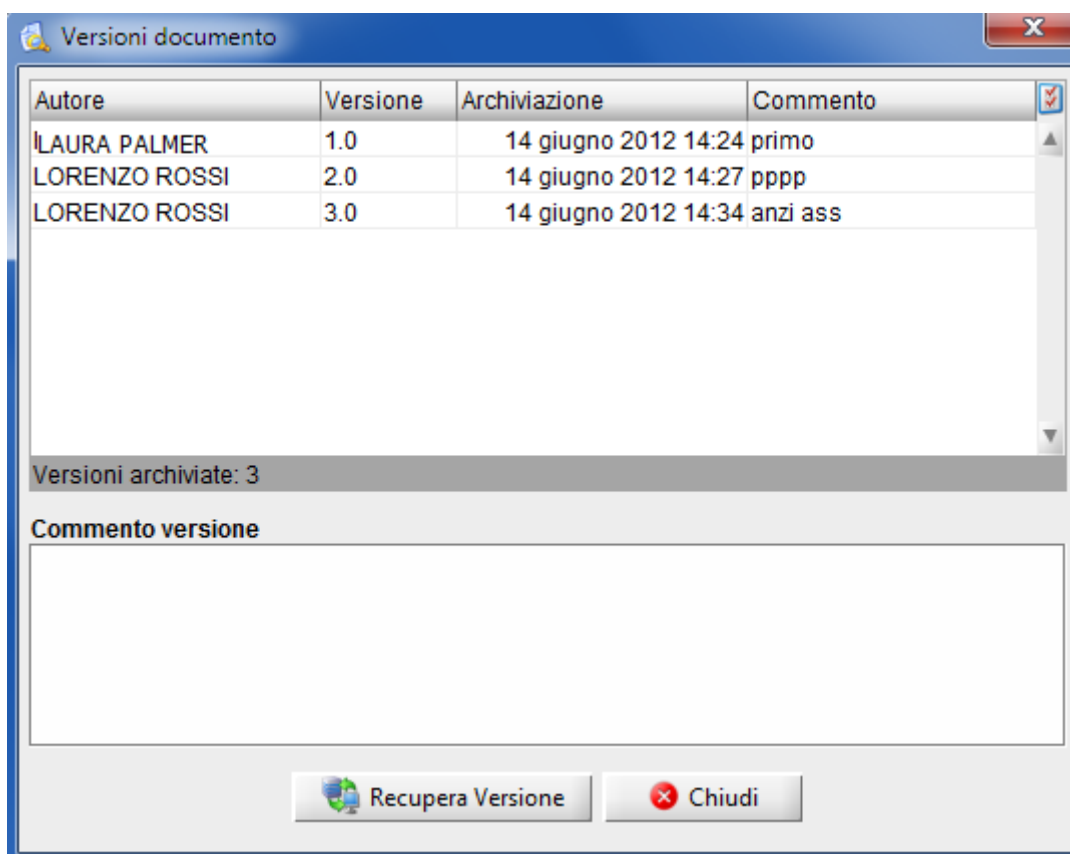 Versioni documento
Autore Versione Archiviazione Commento
LAURA PALMER 1.0 14 giugno 2012 14:24 primo
LORENZO ROSSI 2.0 14 giugno 2012 14:27 pppp
LORENZO ROSSI 3.0 14 giugno 2012 14:34 anzi ass
Versioni archiviate: 3
Commento versione
Recupera Versione Chiudi